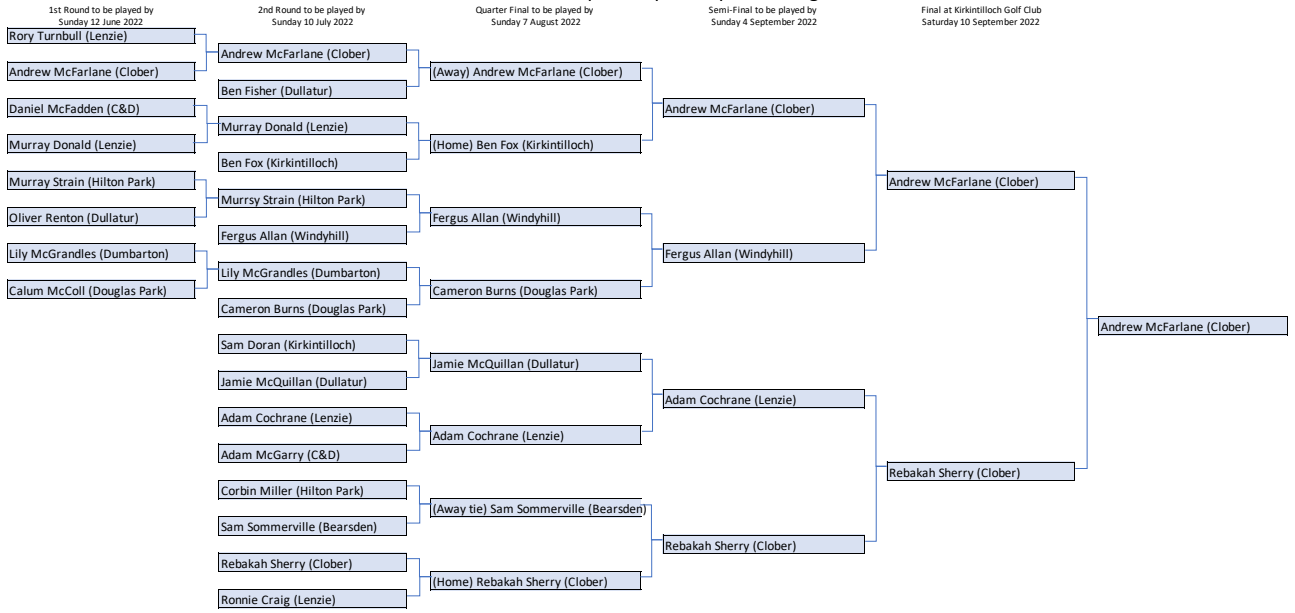 1st Round to be played by
Sunday 12 June 2022
2nd Round to be played by
Sunday 10 July 2022
Quarter Final to be played by
Sunday 7 August 2022
Semi-Final to be played by
Sunday 4 September 2022
Final at Kirkintilloch Golf Club
Saturday 10 September 2022
Rory Turnbull (Lenzie)
Andrew McFarlane (Clober)
Daniel McFadden (C&D)
Murray Donald (Lenzie)
Murray Strain (Hilton Park)
Oliver Renton (Dullatur)
Lily McGrandles (Dumbarton)
Calum McColl (Douglas Park)
Andrew McFarlane (Clober)
Ben Fisher (Dullatur)
Murray Donald (Lenzie)
Ben Fox (Kirkintilloch)
Murrsy Strain (Hilton Park)
Fergus Allan (Windyhill)
Lily McGrandles (Dumbarton)
Cameron Burns (Douglas Park)
Sam Doran (Kirkintilloch)
Jamie McQuillan (Dullatur)
Adam Cochrane (Lenzie)
Adam McGarry (C&D)
Corbin Miller (Hilton Park)
Sam Sommerville (Bearsden)
Rebakah Sherry (Clober)
Ronnie Craig (Lenzie)
(Away) Andrew McFarlane (Clober)
(Home) Ben Fox (Kirkintilloch)
Fergus Allan (Windyhill)
Cameron Burns (Douglas Park)
Jamie McQuillan (Dullatur)
Adam Cochrane (Lenzie)
(Away tie) Sam Sommerville (Bearsden)
(Home) Rebakah Sherry (Clober)
Andrew McFarlane (Clober)
Fergus Allan (Windyhill)
Adam Cochrane (Lenzie)
Rebakah Sherry (Clober)
Andrew McFarlane (Clober)
Rebakah Sherry (Clober)
Andrew McFarlane (Clober)